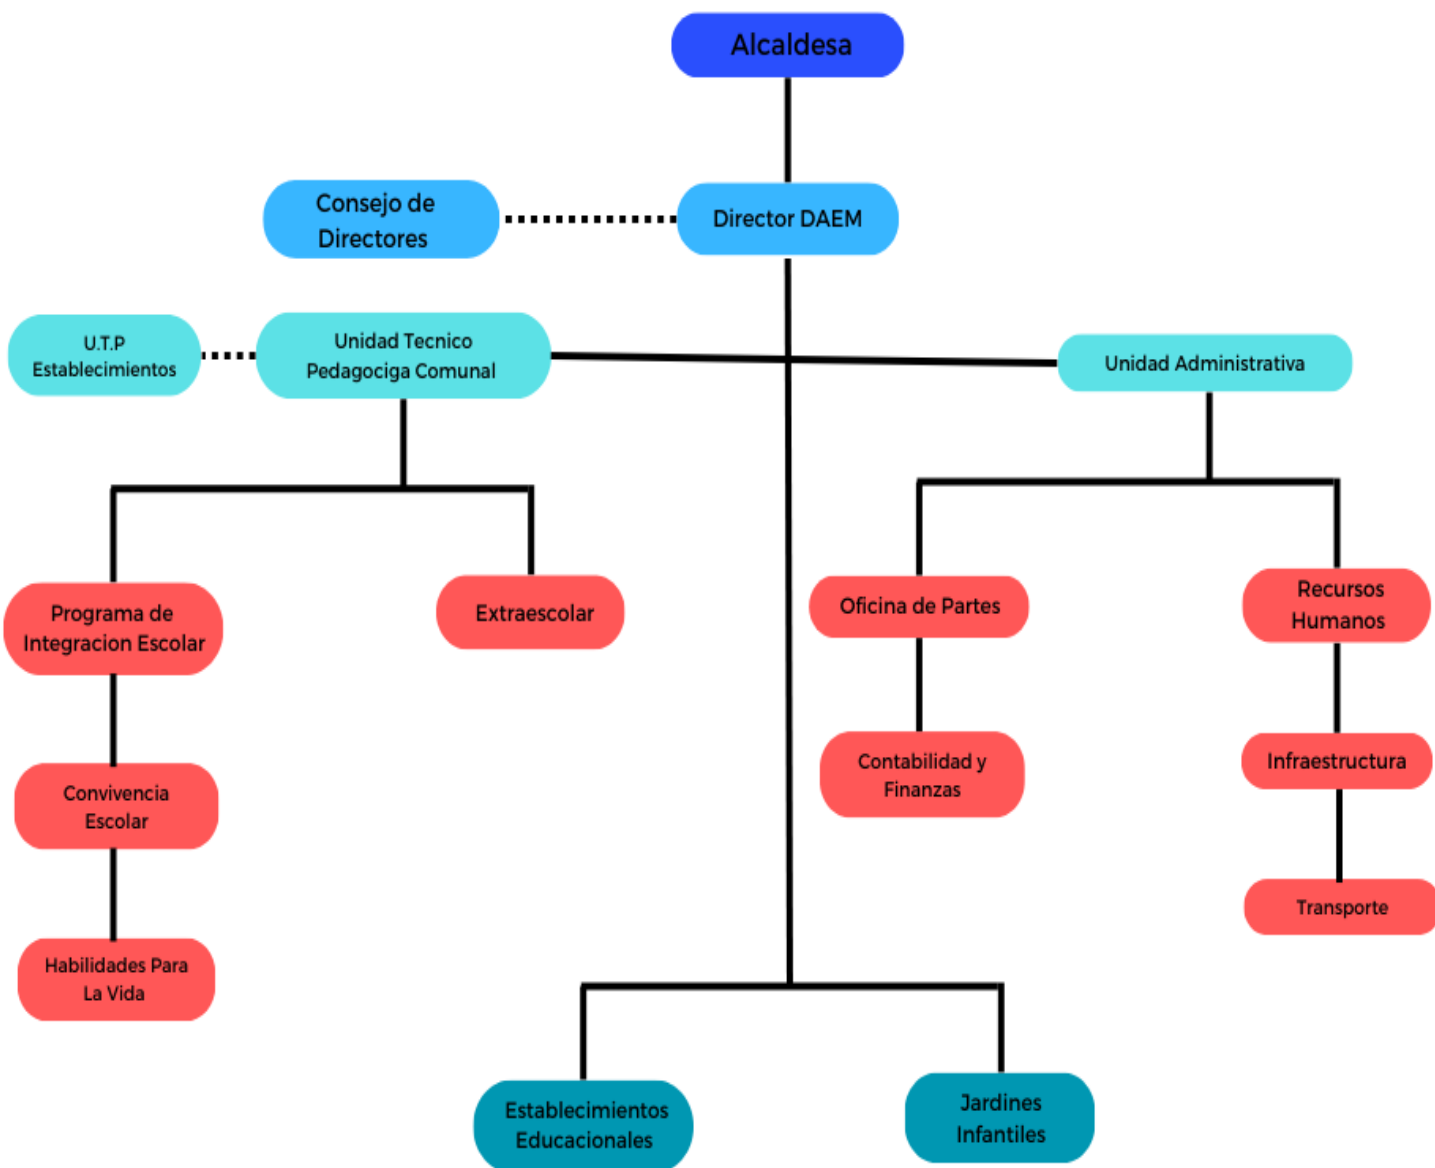 Alcaldesa
Consejo de
Directores
Director DAEM
U.T.P
Establecimientos
Unidad Tecnico
Pedagociga Comunal
Unidad Administrativa
Programa de
Integracion Escolar
Extraescolar
Oficina de Partes
Recursos
Humanos
Convivencia
Escolar
Contabilidad y
Finanzas
Infraestructura
Habilidades Para
La Vida
Transporte
Establecimientos
Educacionales
Jardines
Infantiles